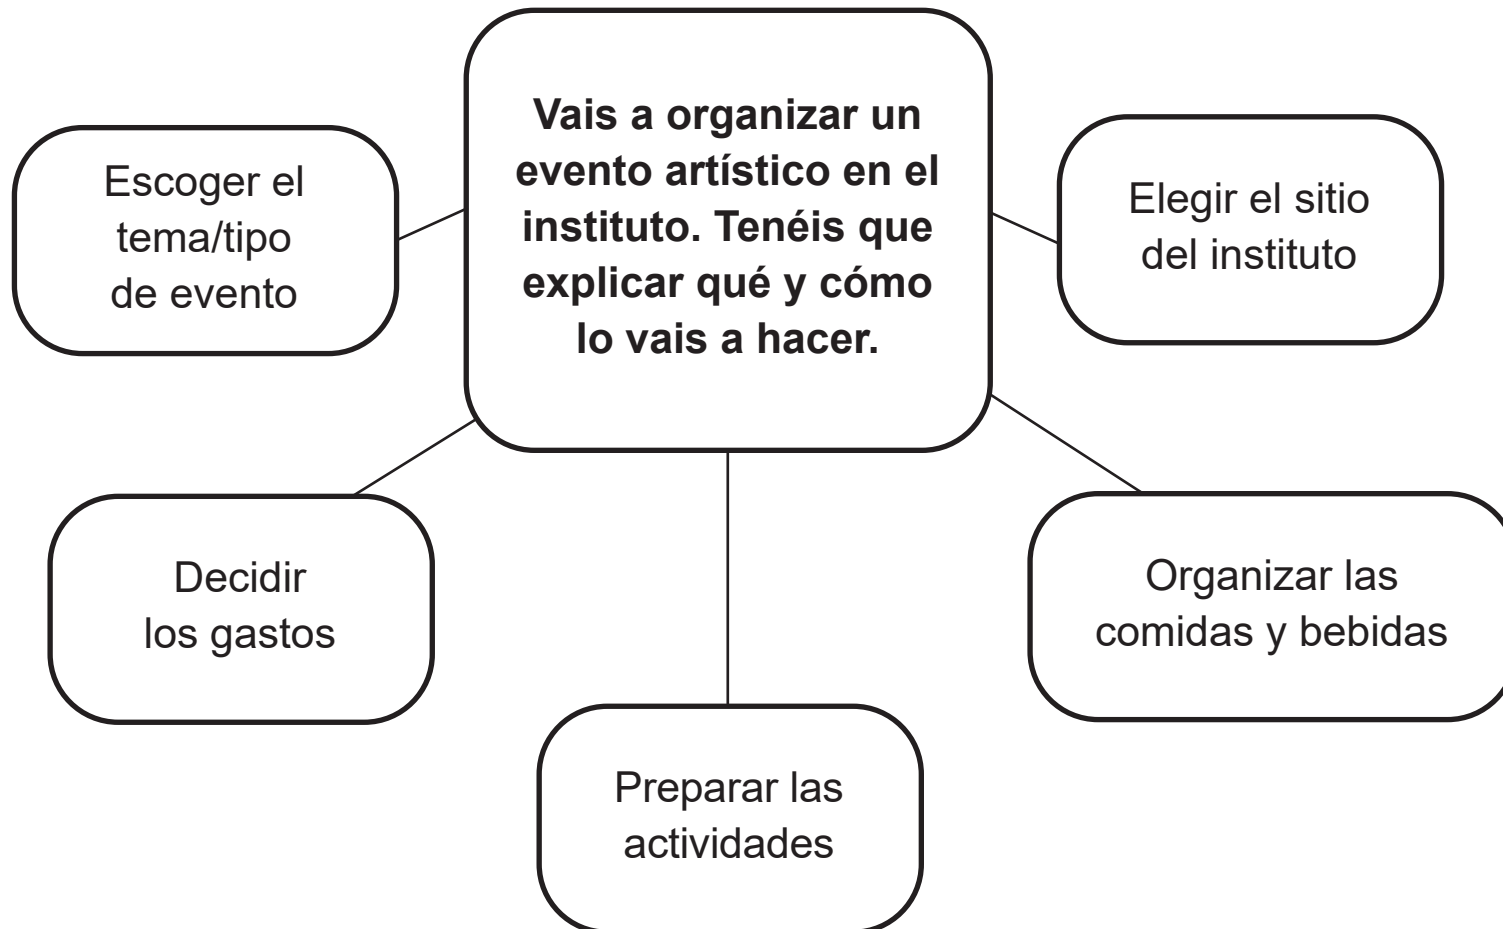 Vais a organizar un
evento artístico en el
instituto. Tenéis que
explicar qué y cómo
lo vais a hacer.
Escoger el
tema/tipo
de evento
Elegir el sitio
del instituto
Decidir
los gastos
Organizar las
comidas y bebidas
Preparar las
actividades